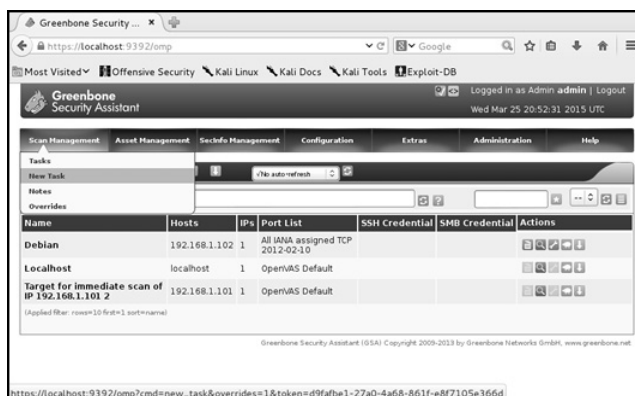 Greenbone Security ...
https://localhost:9392/omp
Google
Most Visited Offensive Security Kali Linux Kali Docs Kali Tools Exploit-DB
Greenbone
Security Assistant
Logged in as Admin admin | Logout
Wed Mar 25 20:52:31 2015 UTC
Scan Management Asset Management SecInfo Management Configuration Extras Administration Help
Tasks
New Task
Notes
Overrides
√No auto-refresh
--
Name Hosts IPs Port List SSH Credential SMB Credential Actions
Debian 192.168.1.102 1 All IANA assigned TCP
2012-02-10
Localhost localhost 1 OpenVAS Default
Target for immediate scan of
IP 192.168.1.101 2 192.168.1.101 1 OpenVAS Default
(Applied filter: rows=10 first=1 sort=name)
Greenbone Security Assistant (GSA) Copyright 2009-2013 by Greenbone Networks GmbH, www.greenbone.net
https://localhost:9392/omp?cmd=new_task&overrides=1&token=d9fafbe1-27a0-4a68-861f-e8f7105e366d